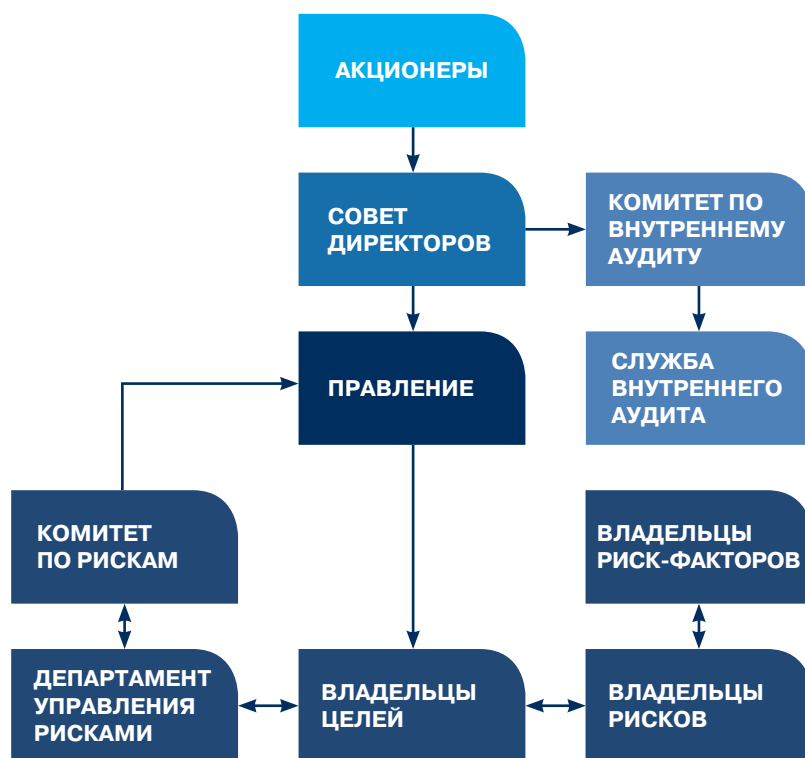 АКЦИОНЕРЫ
СОВЕТ
ДИРЕКТОРОВ
КОМИТЕТ ПО
ВНУТРЕННЕМУ
АУДИТУ
ПРАВЛЕНИЕ
СЛУЖБА
ВНУТРЕННЕГО
АУДИТА
КОМИТЕТ
ПО РИСКАМ
ВЛАДЕЛЬЦЫ
РИСК-ФАКТОРОВ
ДЕПАРТАМЕНТ
УПРАВЛЕНИЯ
РИСКАМИ
ВЛАДЕЛЬЦЫ
ЦЕЛЕЙ
ВЛАДЕЛЬЦЫ
РИСКОВ